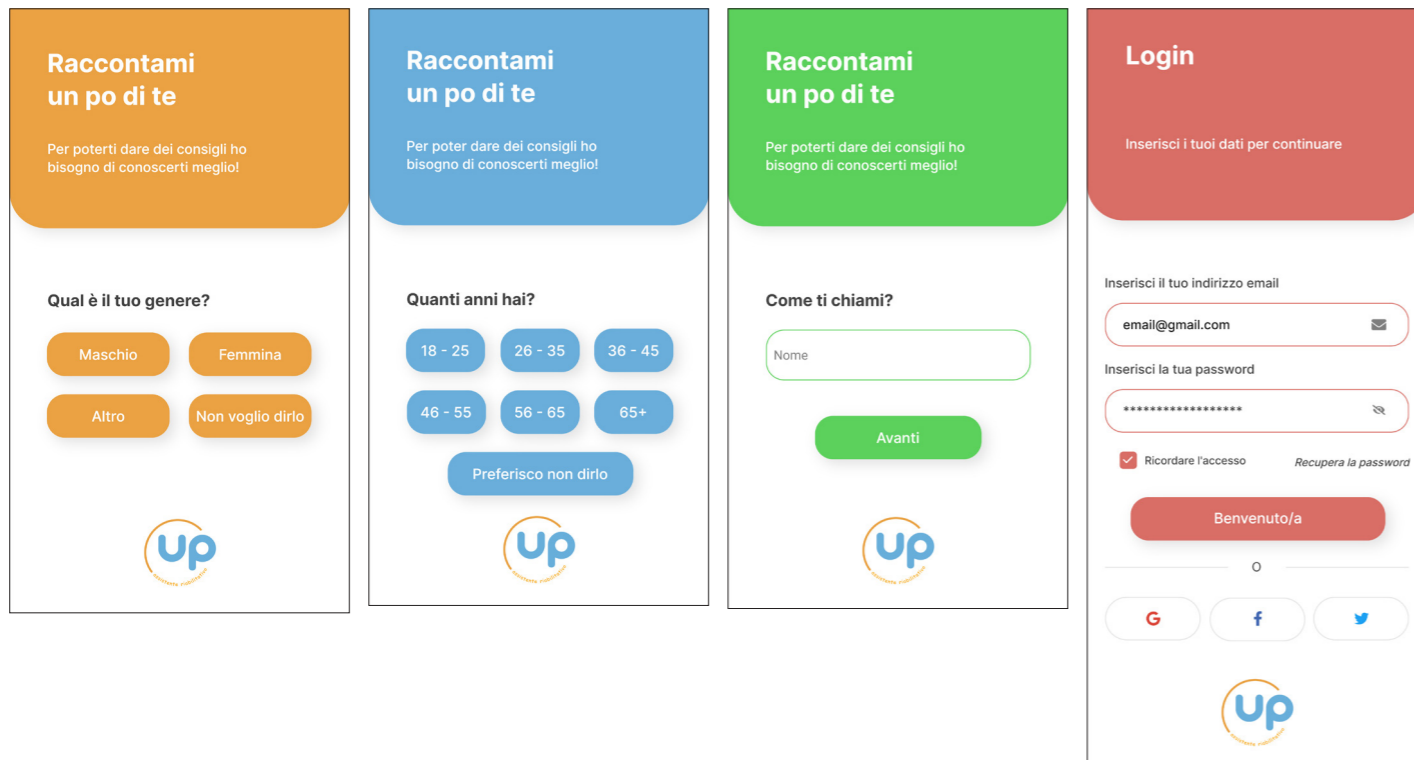 Raccontami
un po di te
Per poterti dare dei consigli ho
bisogno di conoscerti meglio!
Qual è il tuo genere?
Maschio
Femmina
Altro
Non voglio dirlo
up
Raccontami
un po di te
Per poter dare dei consigli ho
bisogno di conoscerti meglio!
Quanti anni hai?
18 - 25
26 - 35
36 - 45
46 - 55
56 - 65
65+
Preferisco non dirlo
up
Raccontami
un po di te
Per poterti dare dei consigli ho
bisogno di conoscerti meglio!
Come ti chiami?
Nome
Avanti
up
Login
Inserisci i tuoi dati per continuare
Inserisci il tuo indirizzo email
email@gmail.com
Inserisci la tua password
******************
Ricordare l'accesso
Recupera la password
Benvenuto/a
O
G
f
up